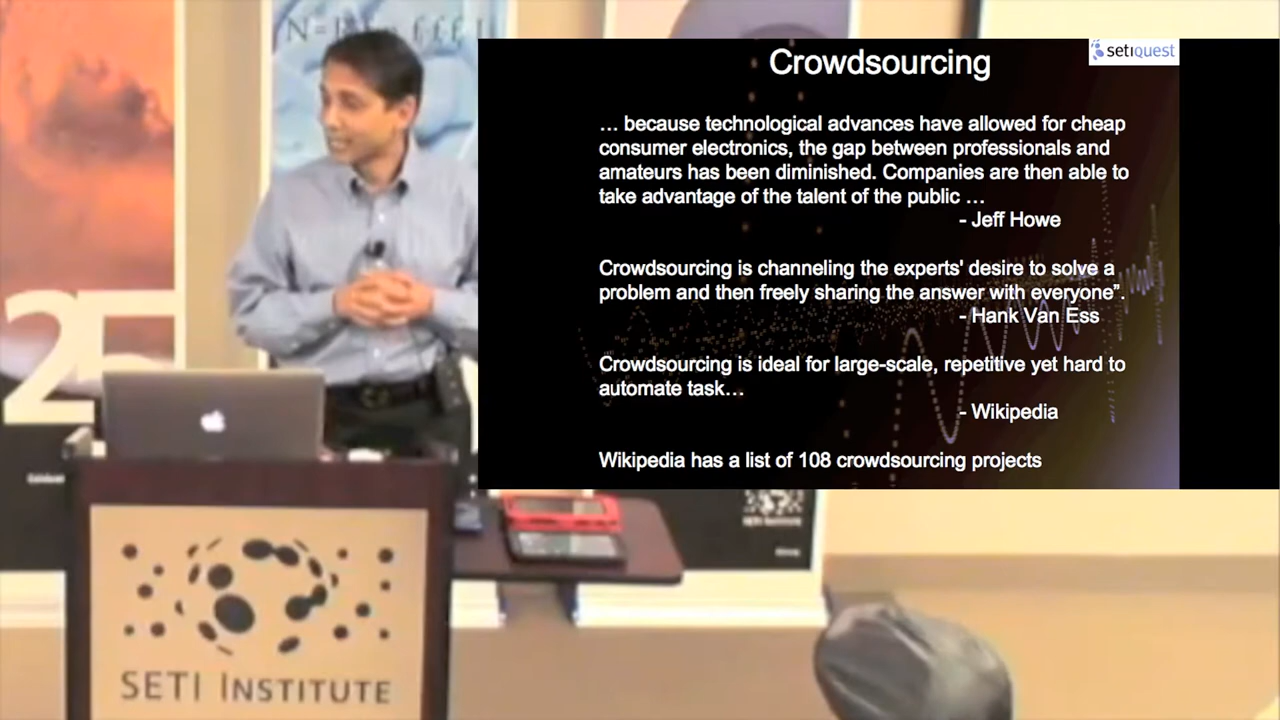 Crowdsourcing
setiquest
… because technological advances have allowed for cheap
consumer electronics, the gap between professionals and
amateurs has been diminished. Companies are then able to
take advantage of the talent of the public …
- Jeff Howe
Crowdsourcing is channeling the experts' desire to solve a
problem and then freely sharing the answer with everyone”.
- Hank Van Ess
Crowdsourcing is ideal for large-scale, repetitive yet hard to
automate task…
- Wikipedia
Wikipedia has a list of 108 crowdsourcing projects
25
SETI INSTITUTE
SETI INSTITUTE